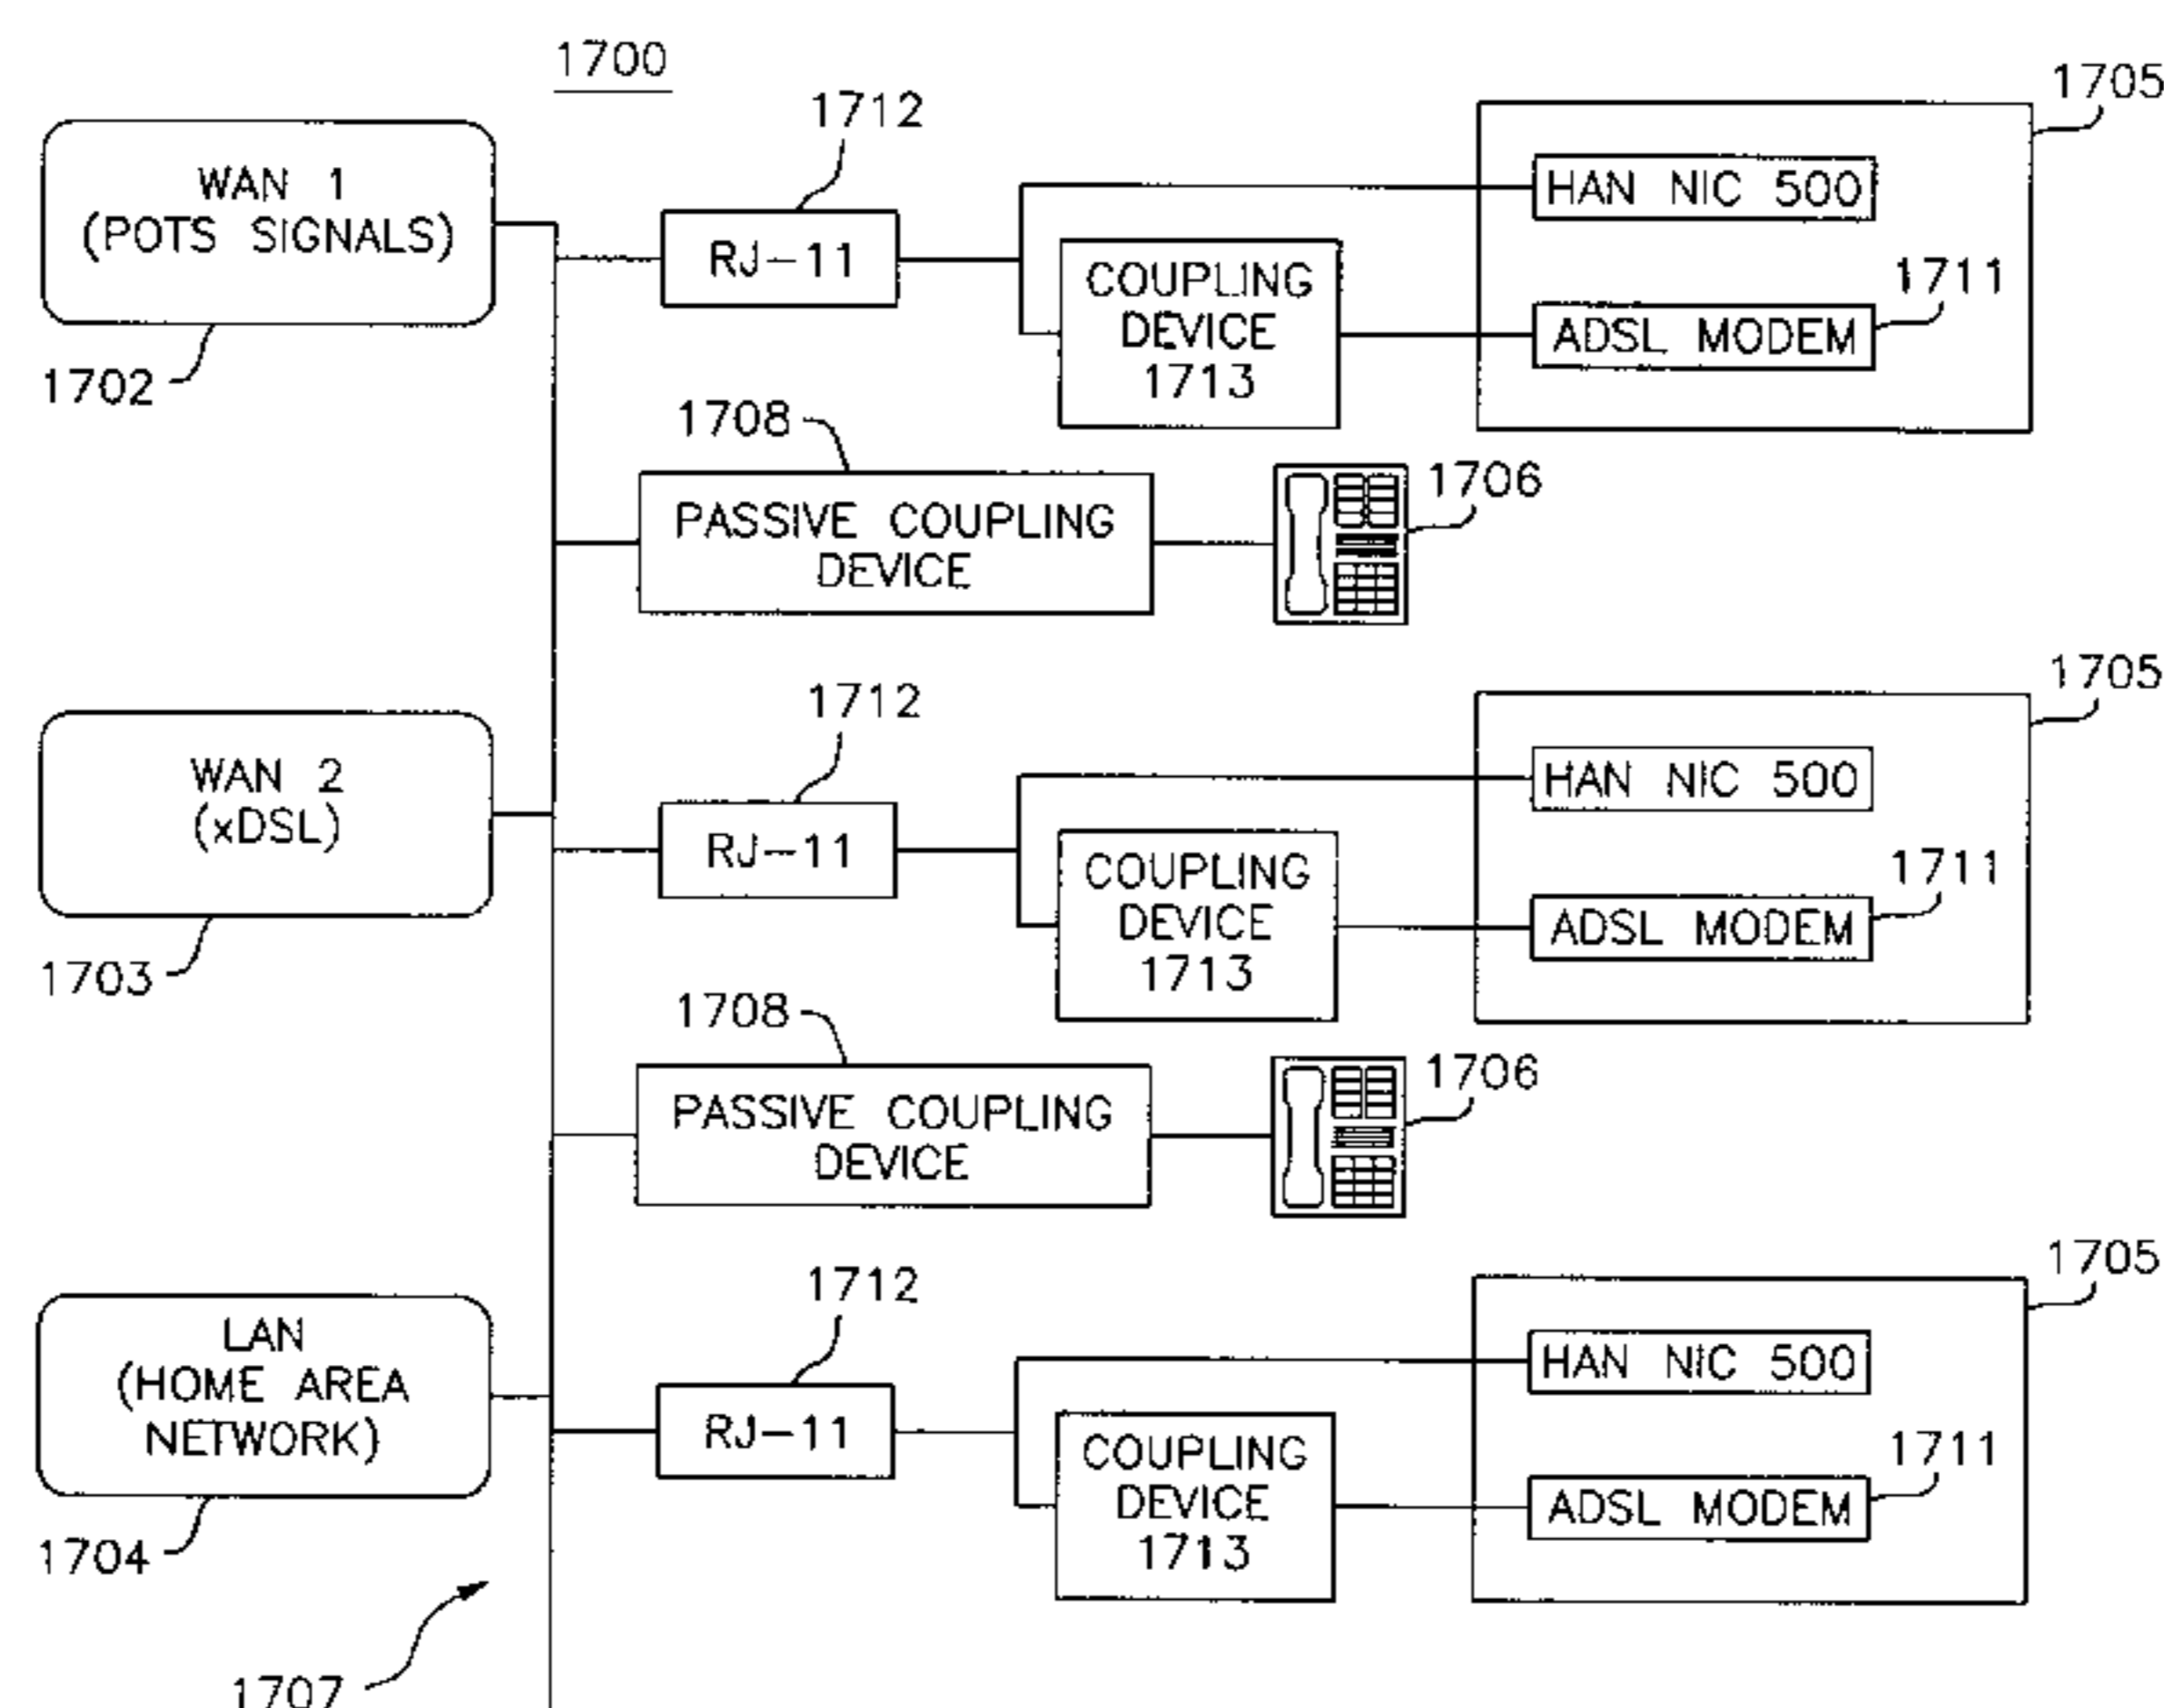 1700
1712
1705
WAN 1
(POTS SIGNALS)
1702
RJ-11
HAN NIC 500
COUPLING
DEVICE
1713
1711
ADSL MODEM
1708
PASSIVE COUPLING
DEVICE
1706
1712
1705
WAN 2
(xDSL)
1703
RJ-11
HAN NIC 500
COUPLING
DEVICE
1713
1711
ADSL MODEM
1708
PASSIVE COUPLING
DEVICE
1706
1712
1705
LAN
(HOME AREA
NETWORK)
1704
RJ-11
HAN NIC 500
COUPLING
DEVICE
1713
1711
ADSL MODEM
1707